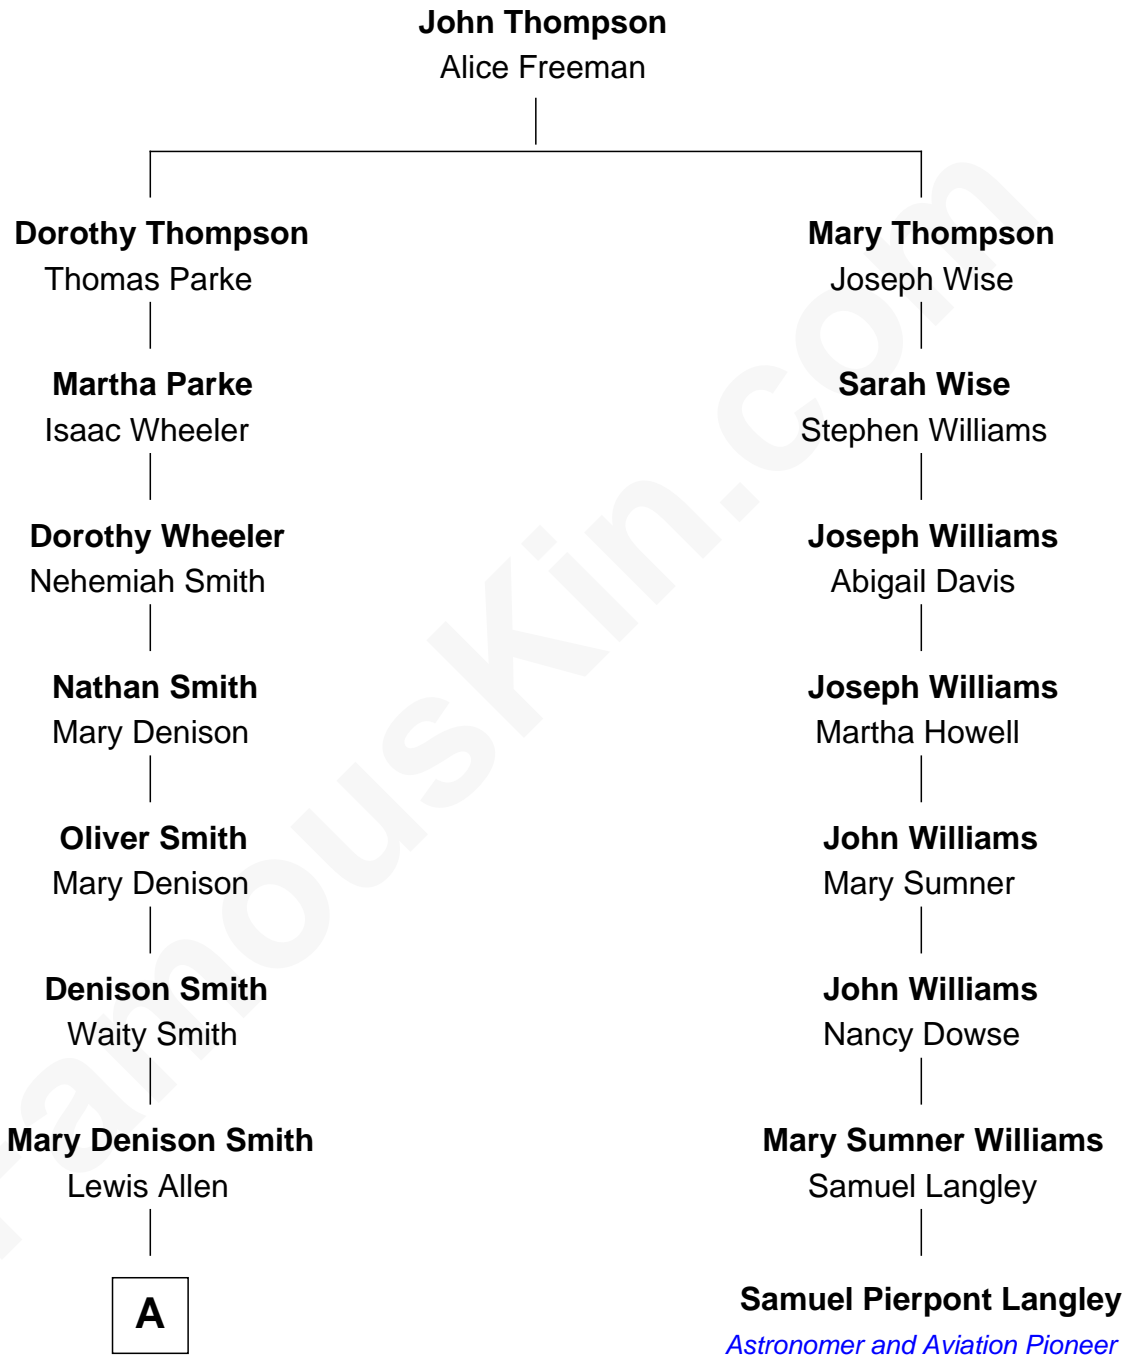 John Thompson
Alice Freeman
Dorothy Thompson
Thomas Parke
Mary Thompson
Joseph Wise
Martha Parke
Isaac Wheeler
Sarah Wise
Stephen Williams
Dorothy Wheeler
Nehemiah Smith
Joseph Williams
Abigail Davis
Nathan Smith
Mary Denison
Joseph Williams
Martha Howell
Oliver Smith
Mary Denison
John Williams
Mary Sumner
Denison Smith
Waity Smith
John Williams
Nancy Dowse
Mary Denison Smith
Lewis Allen
Mary Sumner Williams
Samuel Langley
A
Samuel Pierpont Langley
Astronomer and Aviation Pioneer
FamousKin.com